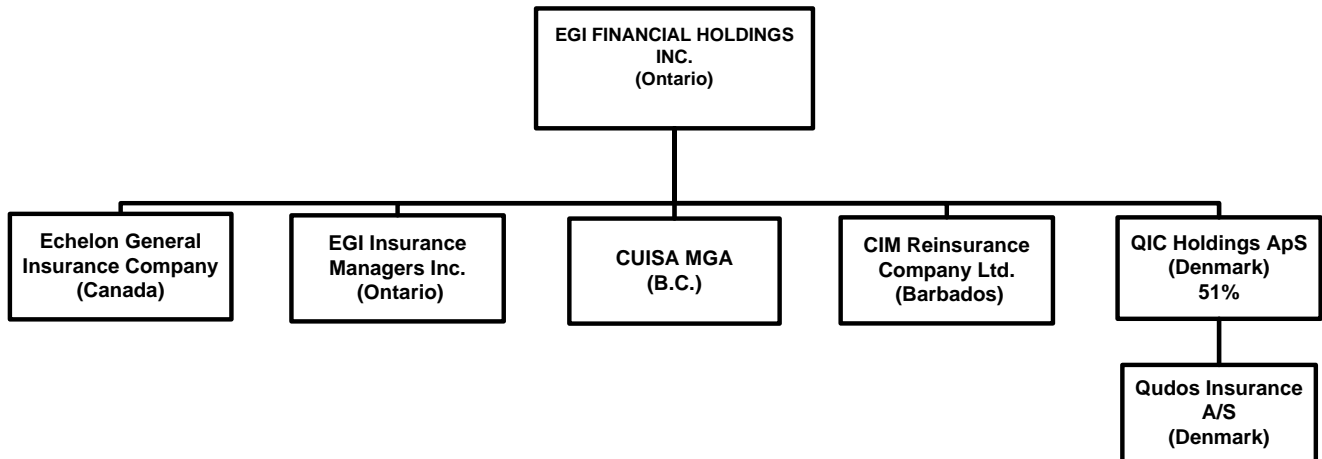 EGI FINANCIAL HOLDINGS
INC.
(Ontario)
Echelon General
Insurance Company
(Canada)
EGI Insurance
Managers Inc.
(Ontario)
CUISA MGA
(B.C.)
CIM Reinsurance
Company Ltd.
(Barbados)
QIC Holdings ApS
(Denmark)
51%
Qudos Insurance
A/S
(Denmark)